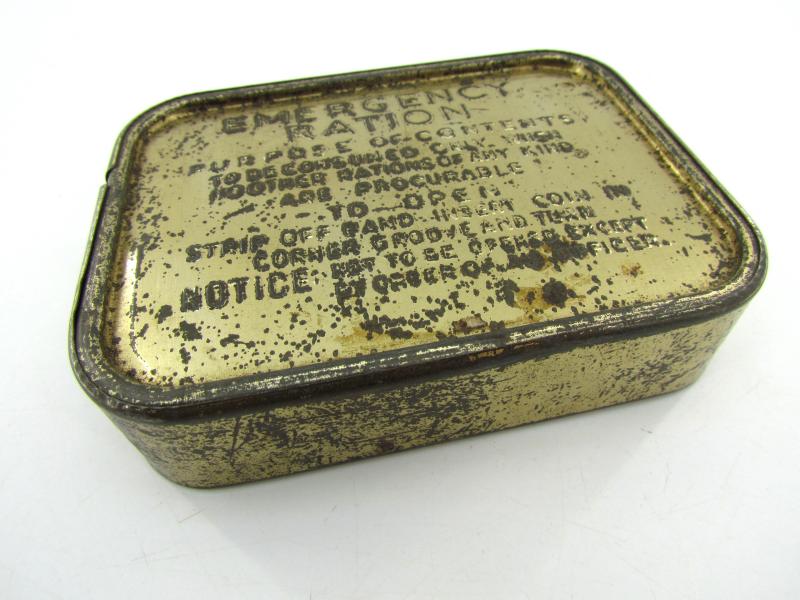 EMERGENCY
RATION
PURPOSE OF CONTENTS
TO BE CONSUMED ONLY WHEN
NO OTHER RATIONS OF ANY KIND
ARE PROCURABLE
TO OPEN
STRIP OFF BAND INSERT COIN IN
CORNER GROOVE AND TURN
NOTICE: NOT TO BE OPENED EXCEPT
BY ORDER OF AN OFFICER.